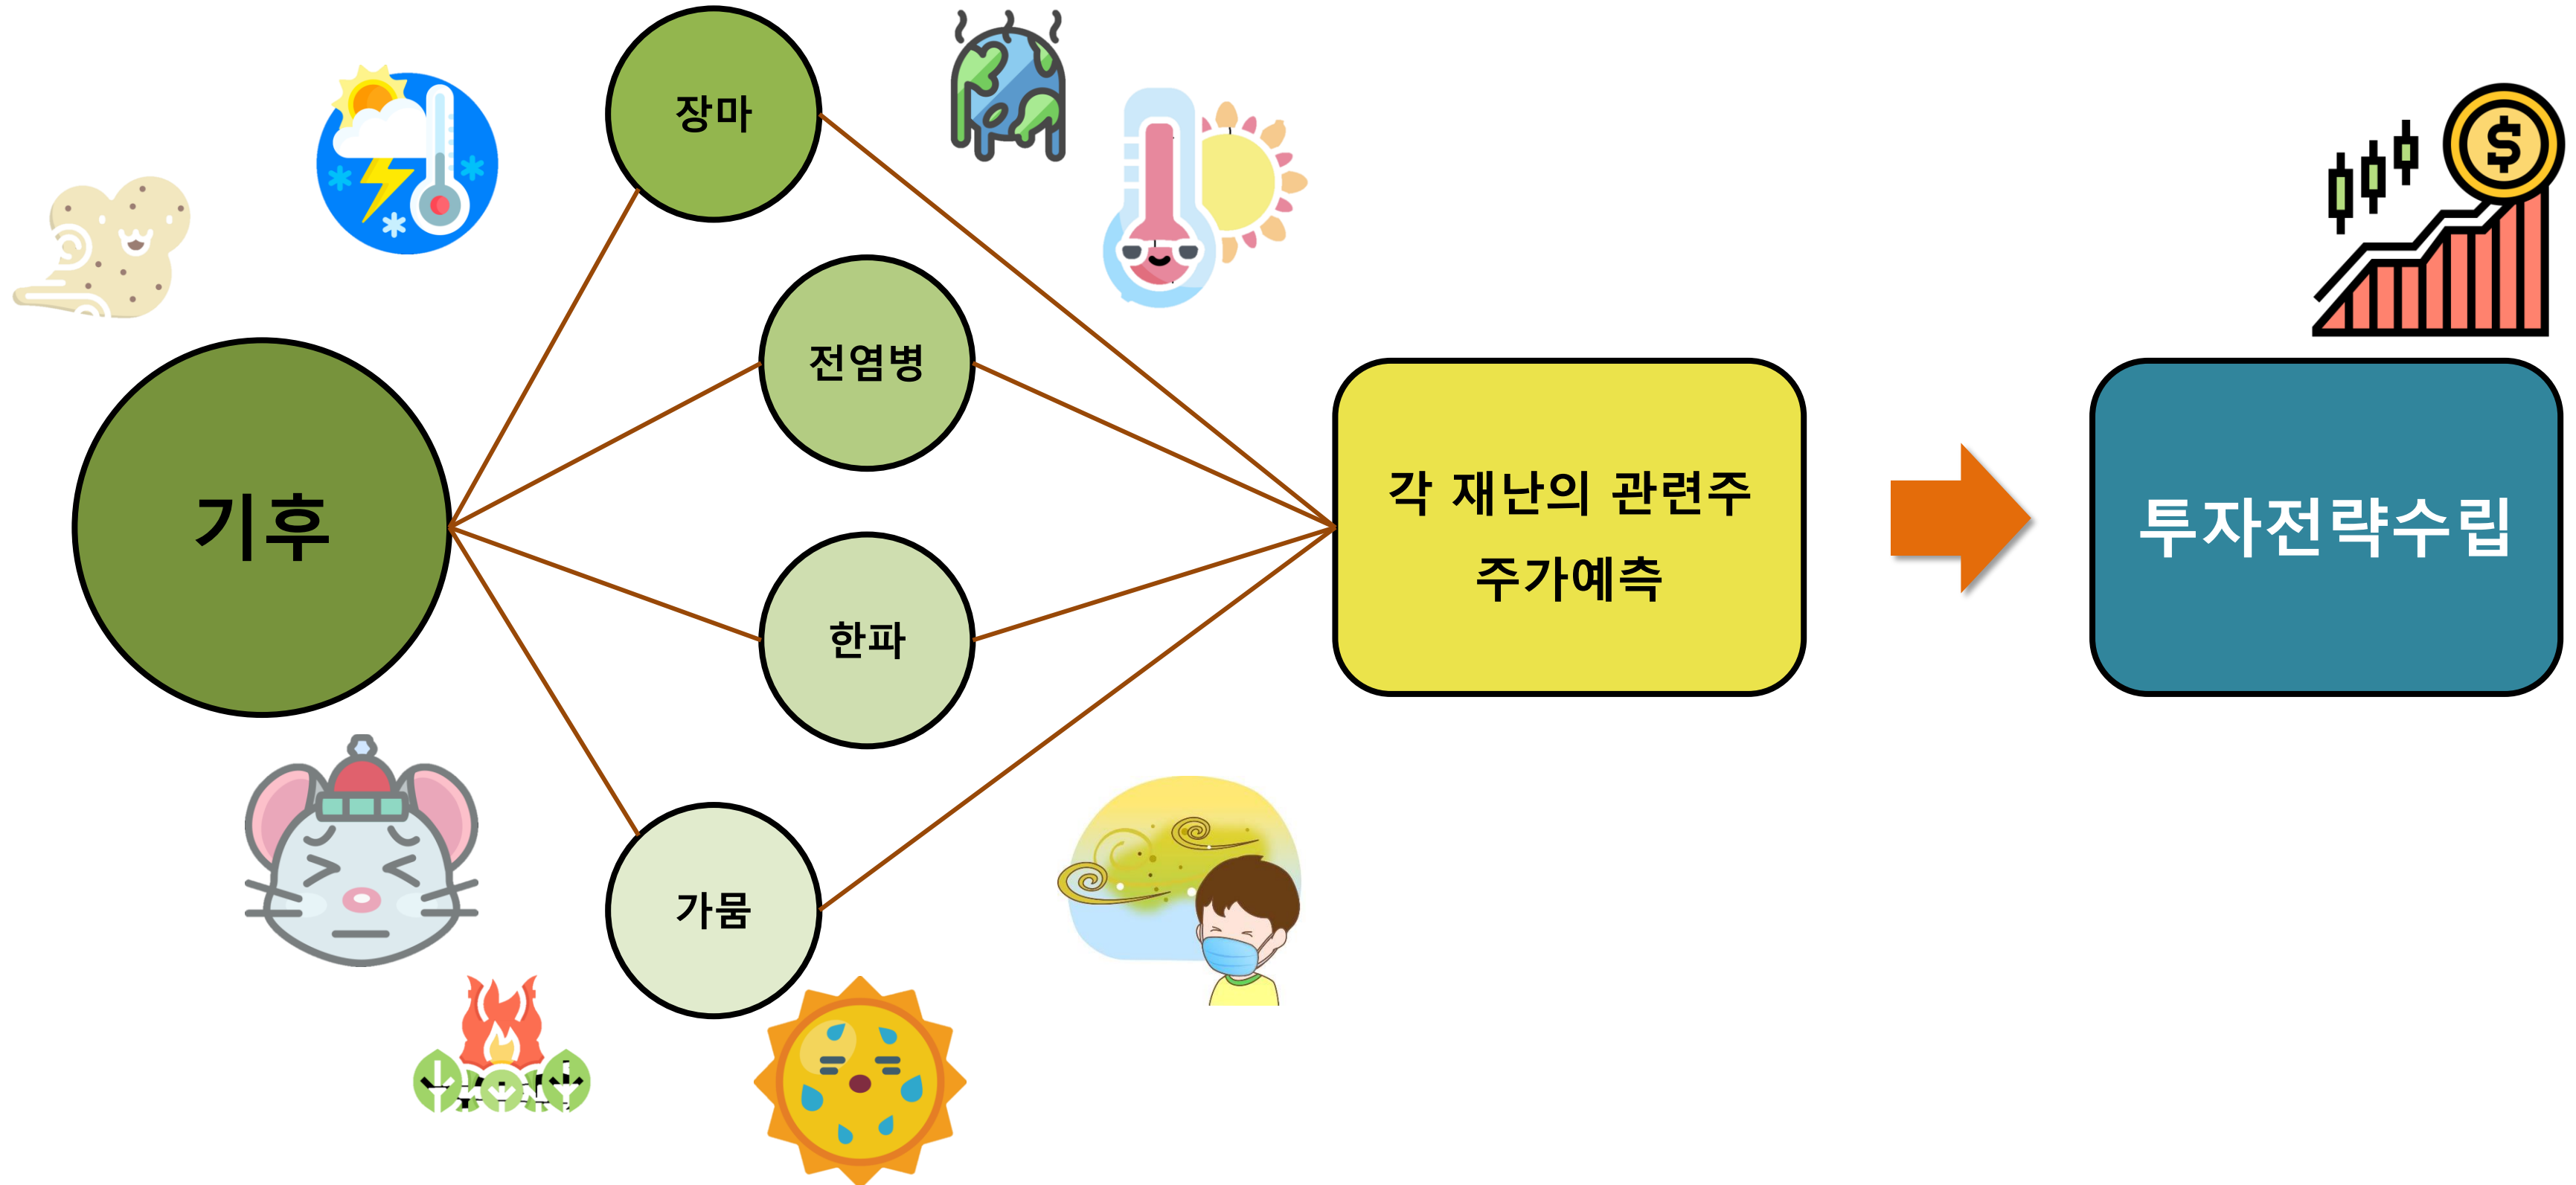 기후
장마
전염병
한파
가뭄
각 재난의 관련주
주가예측
투자전략수립
$